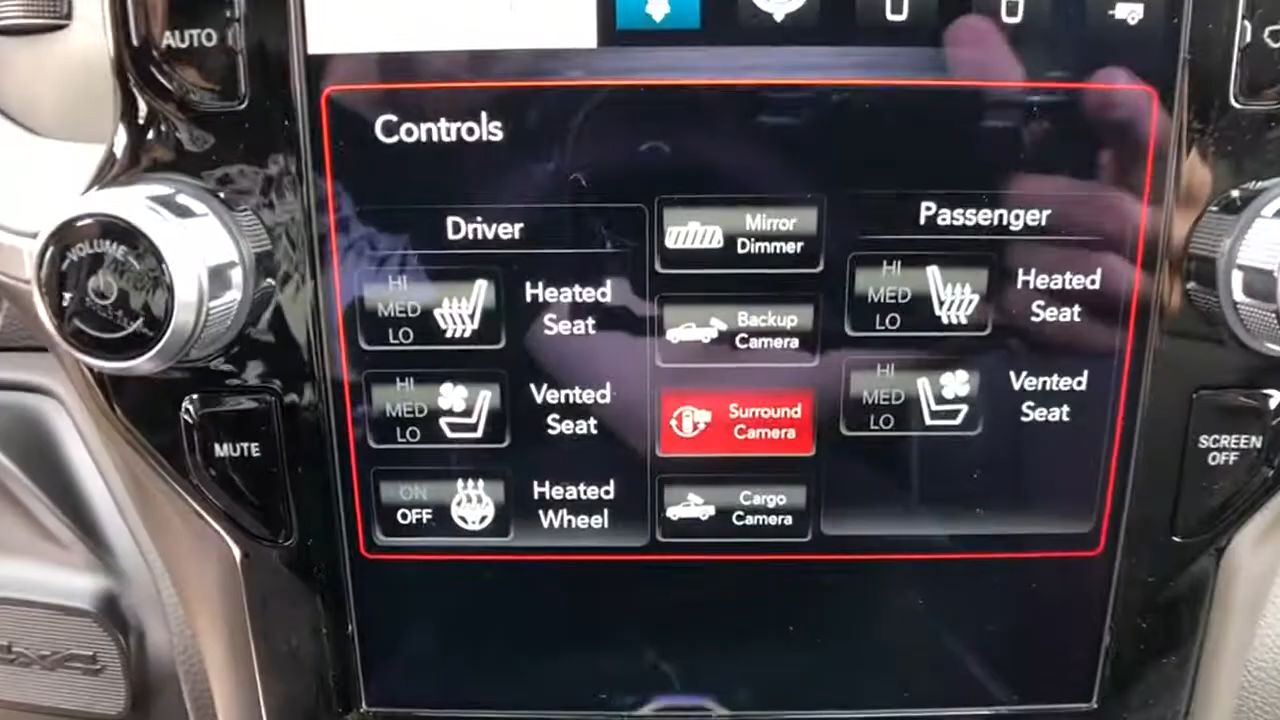 AUTO
Controls
VOLUME
Driver
HI
MED
LO
Heated
Seat
HI
MED
LO
Vented
Seat
ON
OFF
Heated
Wheel
Mirror
Dimmer
Backup
Camera
Surround
Camera
Cargo
Camera
Passenger
HI
MED
LO
Heated
Seat
HI
MED
LO
Vented
Seat
MUTE
SCREEN
OFF
4x4